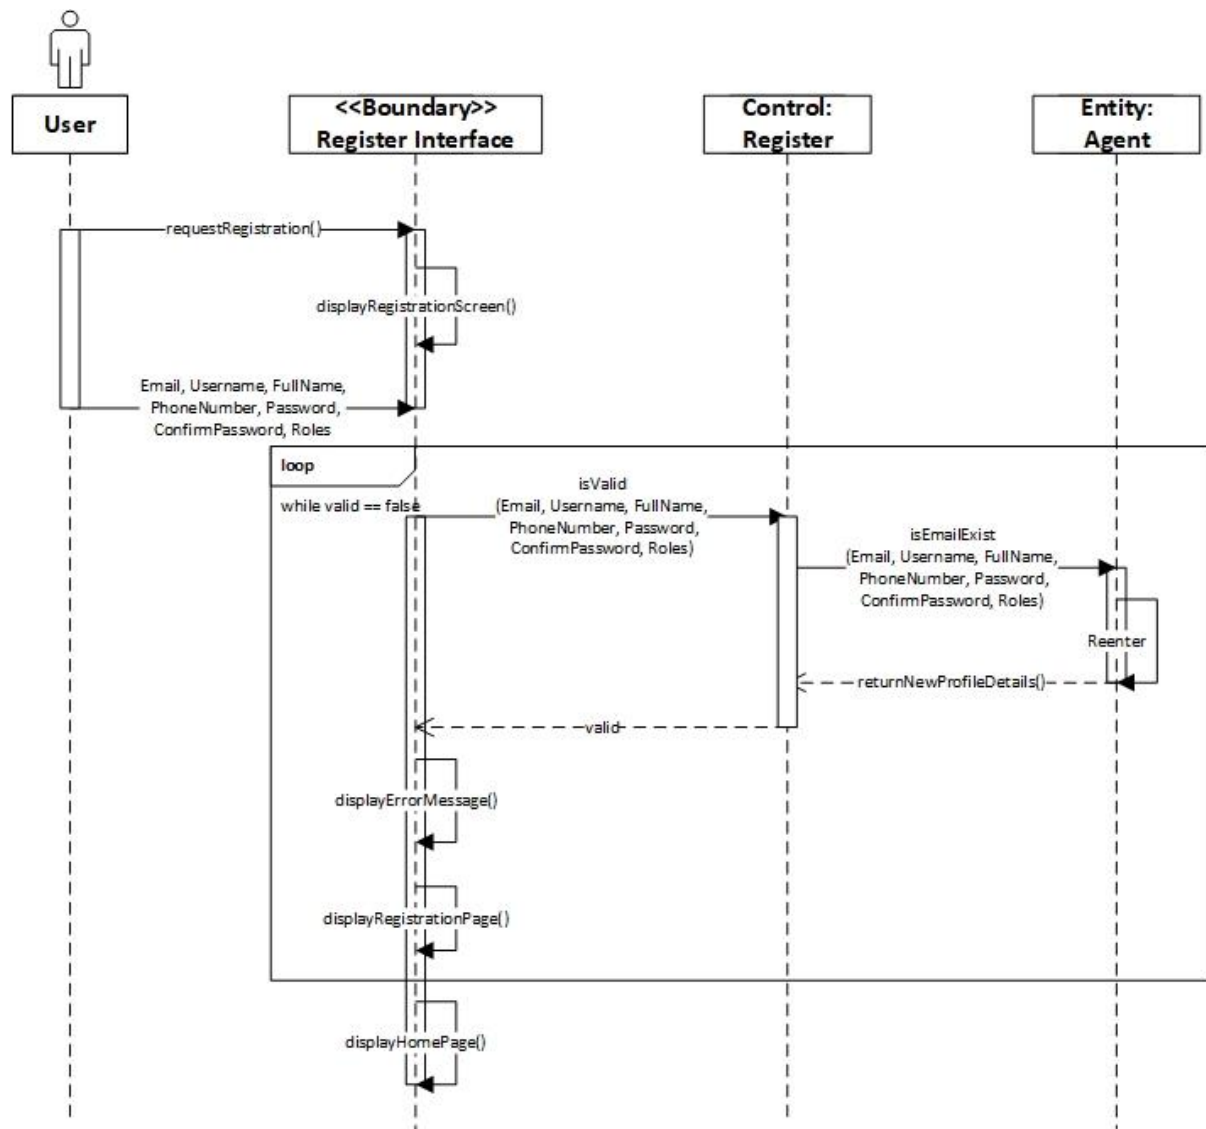 User
<<Boundary>>
Register Interface
Control:
Register
Entity:
Agent
requestRegistration()
displayRegistrationScreen()
Email, Username, FullName,
PhoneNumber, Password,
ConfirmPassword, Roles
loop
while valid == false
isValid
(Email, Username, FullName,
PhoneNumber, Password,
ConfirmPassword, Roles)
isEmailExist
(Email, Username, FullName,
PhoneNumber, Password,
ConfirmPassword, Roles)
Reenter
returnNewProfileDetails()
valid
displayErrorMessage()
displayRegistrationPage()
displayHomePage()